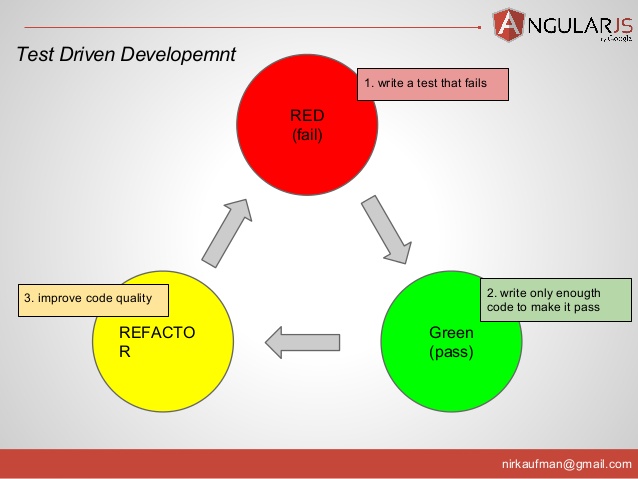 ANGULARJS
by Google
Test Driven Developemnt
1. write a test that fails
RED
(fail)
2. write only enougth
code to make it pass
3. improve code quality
REFACTO
R
Green
(pass)
nirkaufman@gmail.com